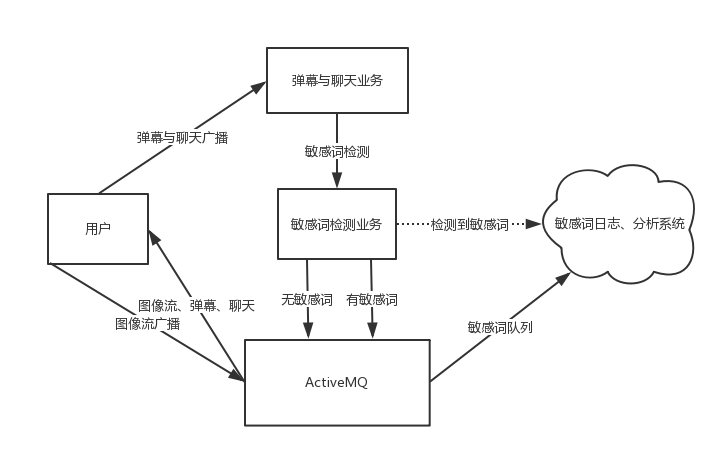 弹幕与聊天业务
弹幕与聊天广播
敏感词检测
用户
敏感词检测业务
检测到敏感词
敏感词日志、分析系统
无敏感词
有敏感词
图像流、弹幕、聊天
图像流广播
敏感词队列
ActiveMQ